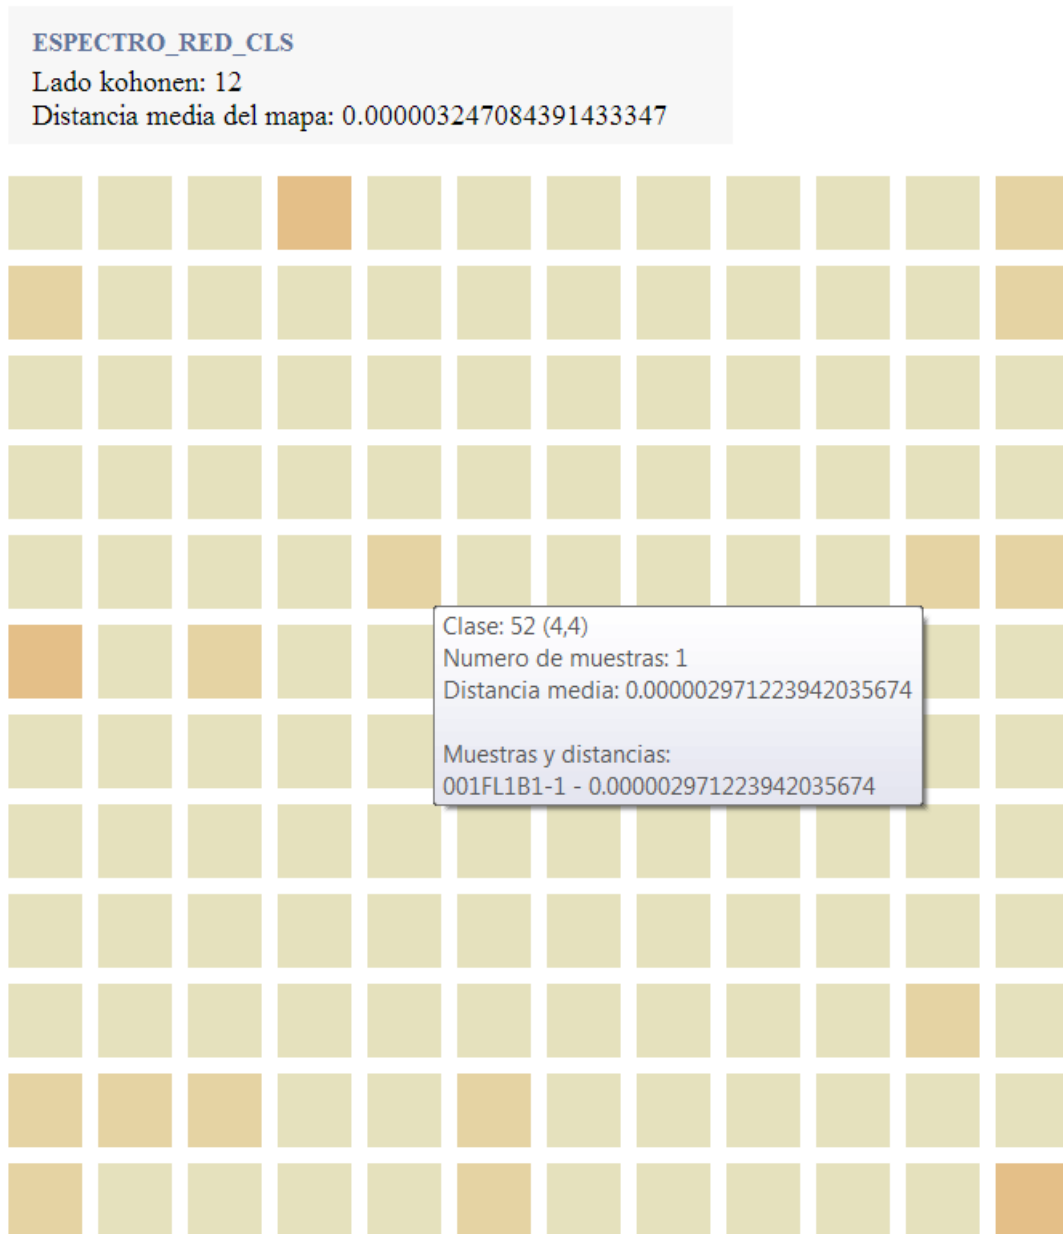 ESPECTRO_RED_CLS
Lado kohonen: 12
Distancia media del mapa: 0.000003247084391433347
Clase: 52 (4,4)
Numero de muestras: 1
Distancia media: 0.000002971223942035674
Muestras y distancias:
001FL1B1-1 - 0.000002971223942035674